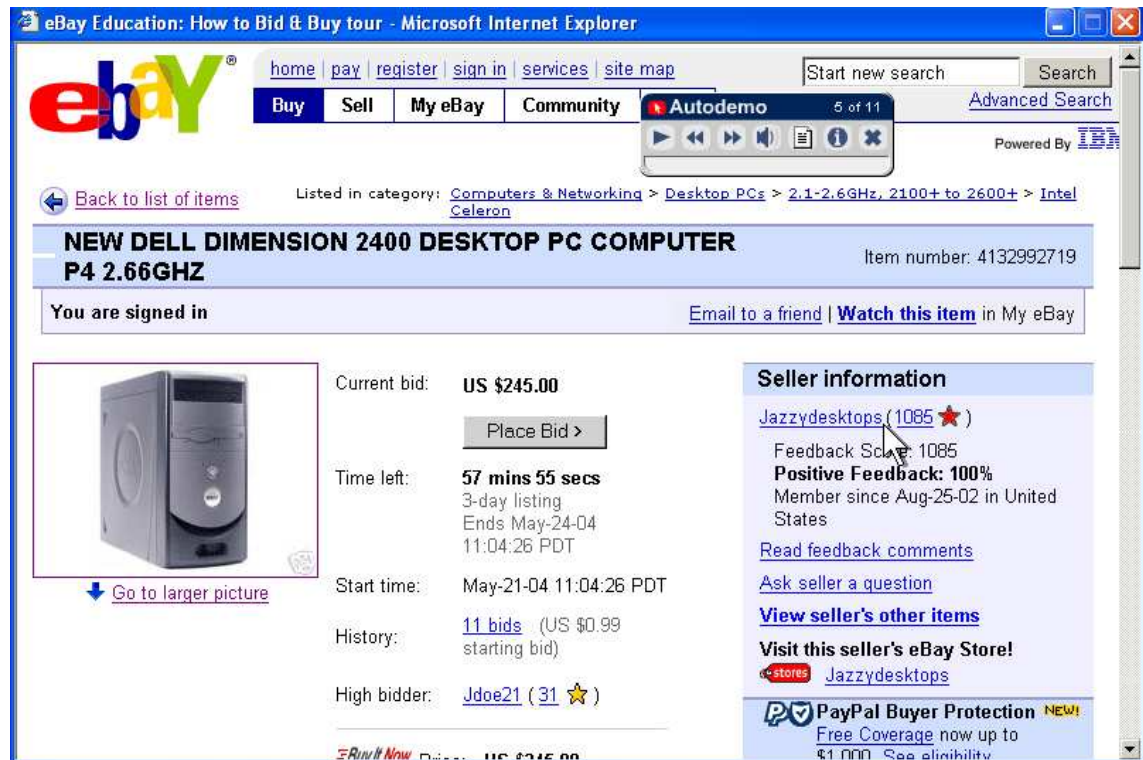 eBay Education: How to Bid & Buy tour - Microsoft Internet Explorer
ebY®
home | pay | register | sign in | services | site map
Start new search Search
Advanced Search
Buy Sell My eBay Community
Autodemo 5 of 11
Powered By IBM
Back to list of items
Listed in category: Computers & Networking > Desktop PCs > 2.1-2.6GHz, 2100+ to 2600+ > Intel
Celeron
NEW DELL DIMENSION 2400 DESKTOP PC COMPUTER
P4 2.66GHZ
Item number: 4132992719
You are signed in
Email to a friend | Watch this item in My eBay
Go to larger picture
Current bid: US $245.00
Place Bid >
Time left: 57 mins 55 secs
3-day listing
Ends May-24-04
11:04:26 PDT
Start time: May-21-04 11:04:26 PDT
History: 11 bids (US $0.99
starting bid)
High bidder: Jdoe21 ( 31 )
Buy It Now
Seller information
Jazzydesktops ( 1085 )
Feedback Score: 1085
Positive Feedback: 100%
Member since Aug-25-02 in United
States
Read feedback comments
Ask seller a question
View seller's other items
Visit this seller's eBay Store!
stores Jazzydesktops
PayPal Buyer Protection NEW!
Free Coverage now up to
$1,000. See eligibility